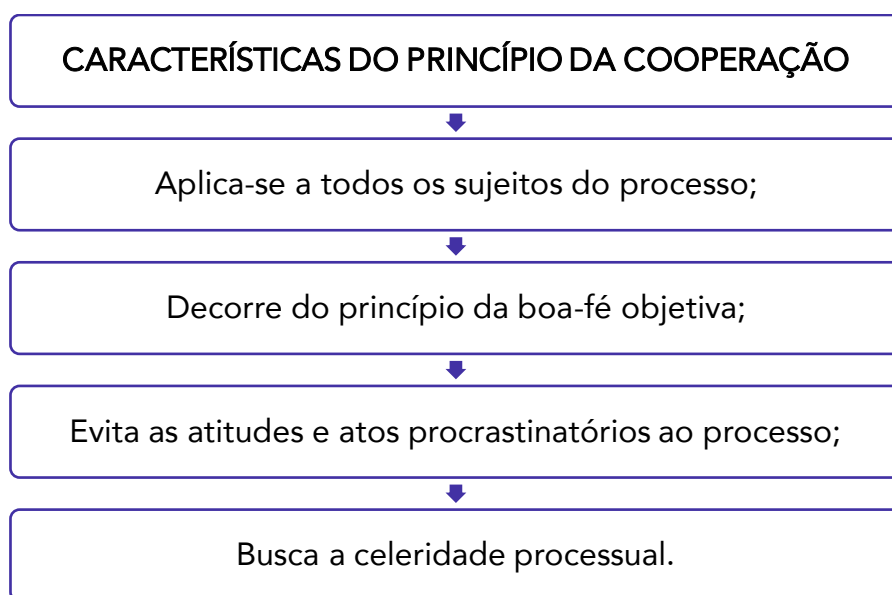 CARACTERÍSTICAS DO PRINCÍPIO DA COOPERAÇÃO
Aplica-se a todos os sujeitos do processo;
Decorre do princípio da boa-fé objetiva;
Evita as atitudes e atos procrastinatórios ao processo;
Busca a celeridade processual.